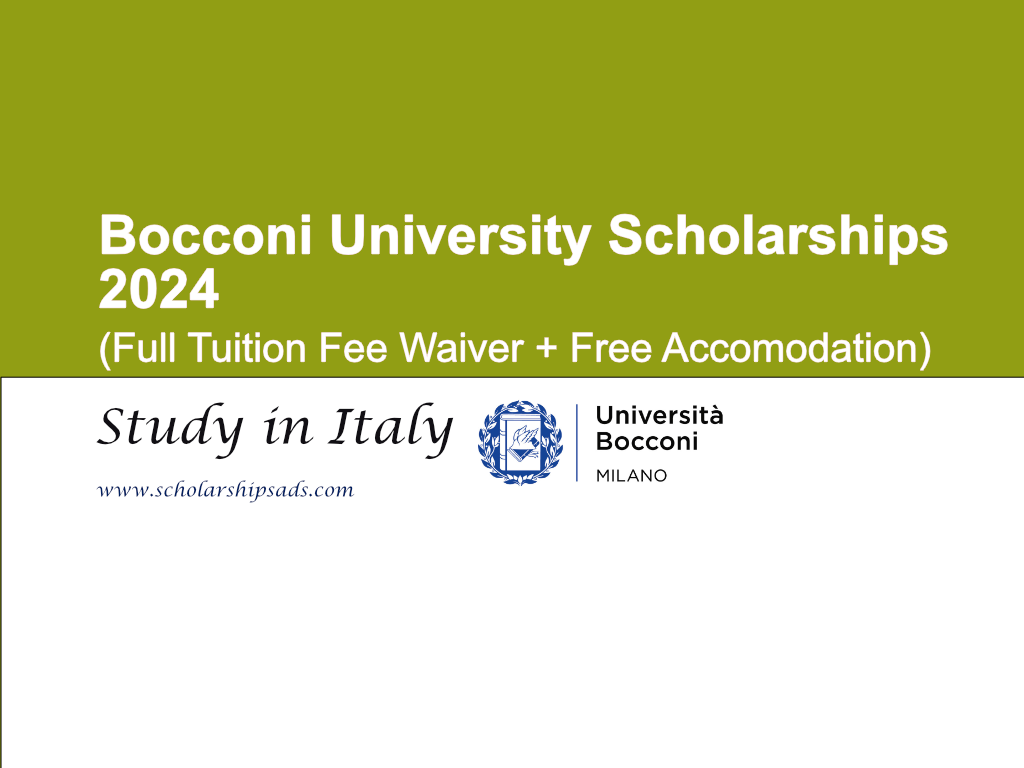 Bocconi University Scholarships
2024
(Full Tuition Fee Waiver + Free Accomodation)
Study in Italy
www.scholarshipsads.com
Università
Bocconi
MILANO